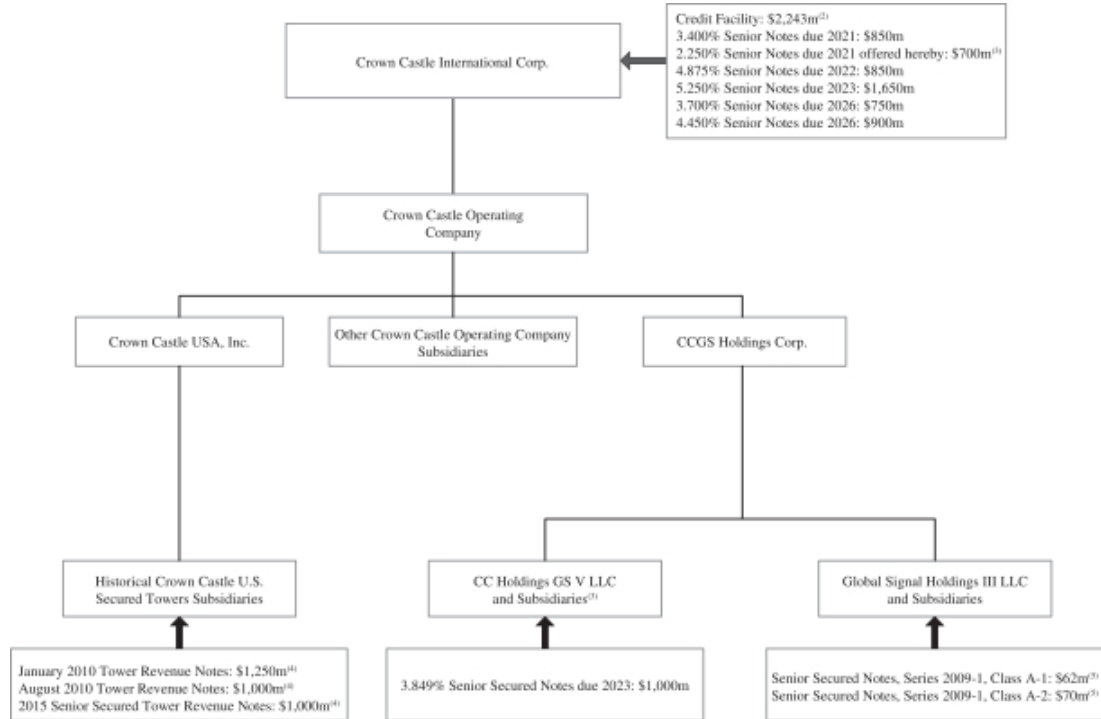 Credit Facility: $2,243m(2)
3.400% Senior Notes due 2021: $850m
2.250% Senior Notes due 2021 offered hereby: $700m(3)
4.875% Senior Notes due 2022: $850m
5.250% Senior Notes due 2023: $1,650m
3.700% Senior Notes due 2026: $750m
4.450% Senior Notes due 2026: $900m
Crown Castle International Corp.
Crown Castle Operating
Company
Crown Castle USA, Inc.
Other Crown Castle Operating Company
Subsidiaries
CCGS Holdings Corp.
Historical Crown Castle U.S.
Secured Towers Subsidiaries
CC Holdings GS V LLC
and Subsidiaries
Global Signal Holdings III LLC
and Subsidiaries
January 2010 Tower Revenue Notes: $1,250m(4)
August 2010 Tower Revenue Notes: $1,000m(4)
2015 Senior Secured Tower Revenue Notes: $1,000m(4)
3.849% Senior Secured Notes due 2023: $1,000m
Senior Secured Notes, Series 2009-1, Class A-1: $62m(5)
Senior Secured Notes, Series 2009-1, Class A-2: $70m(5)